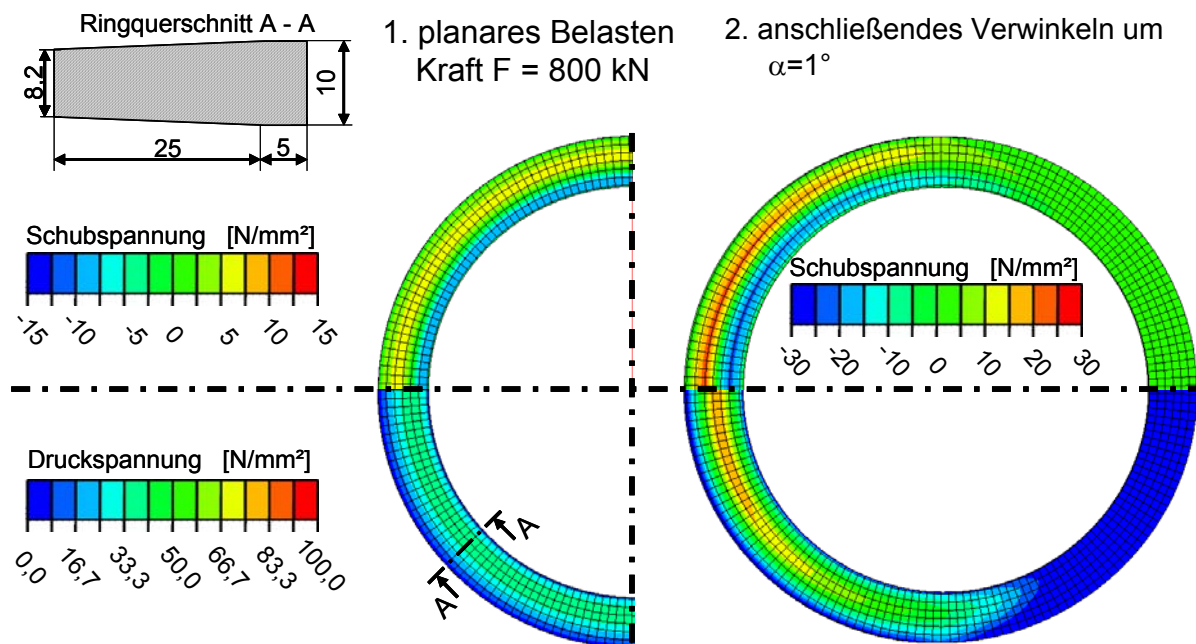 Ringquerschnitt A - A
8,2
10
25
5
1. planares Belasten
Kraft F = 800 kN
2. anschließendes Verwinkeln um
α=1°
Schubspannung [N/mm²]
-15 -10 -5 0 5 10 15
Schubspannung [N/mm²]
-30 -20 -10 0 10 20 30
Druckspannung [N/mm²]
0,0 16,7 33,3 50,0 66,7 83,3 100,0
A
A